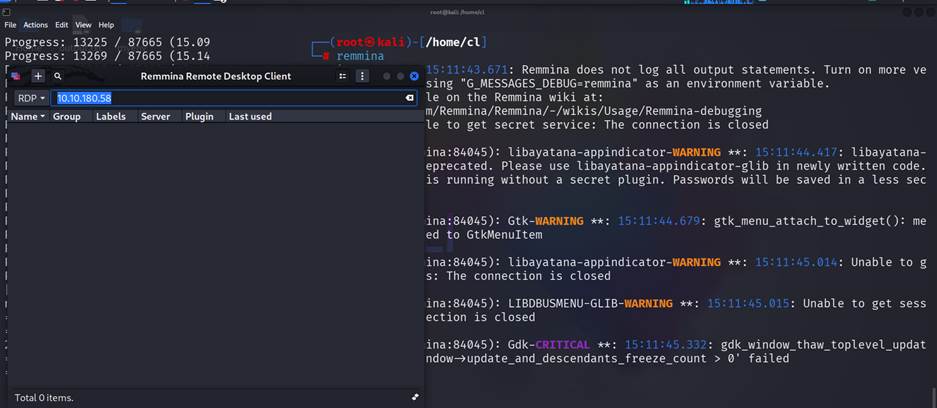 root@kali: /home/cl
File Actions Edit View Help
Progress: 13225 / 87665 (15.09
Progress: 13269 / 87665 (15.14
(root㉿kali)-[/home/cl]
# remmina
Remmina Remote Desktop Client
RDP 10.10.180.58
Name Group Labels Server Plugin Last used
Total 0 items.
15:11:43.671: Remmina does not log all output statements. Turn on more ve
sing "G_MESSAGES_DEBUG=remmina" as an environment variable.
le on the Remmina wiki at:
m/Remmina/Remmina/-/wikis/Usage/Remmina-debugging
le to get secret service: The connection is closed
ina:84045): libayatana-appindicator-WARNING **: 15:11:44.417: libayatana-
eprecated. Please use libayatana-appindicator-glib in newly written code.
is running without a secret plugin. Passwords will be saved in a less sec
ina:84045): Gtk-WARNING **: 15:11:44.679: gtk_menu_attach_to_widget(): me
ed to GtkMenuItem
ina:84045): libayatana-appindicator-WARNING **: 15:11:45.014: Unable to g
s: The connection is closed
ina:84045): LIBDBUSMENU-GLIB-WARNING **: 15:11:45.015: Unable to get sess
ection is closed
ina:84045): Gdk-CRITICAL **: 15:11:45.332: gdk_window_thaw_toplevel_updat
ndow→update_and_descendants_freeze_count > 0' failed